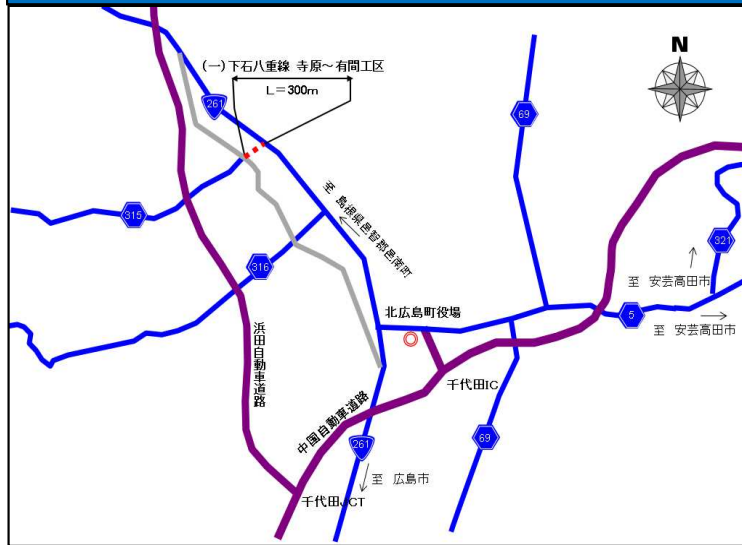 (一)下石八重線 寺原~有間工区
L=300m
N
261
69
315
316
至 島根県邑智郡邑南町
321
至 安芸高田市
北広島町役場
5
至 安芸高田市
浜田自動車道路
千代田IC
中国自動車道路
261
69
至 広島市
千代田JCT